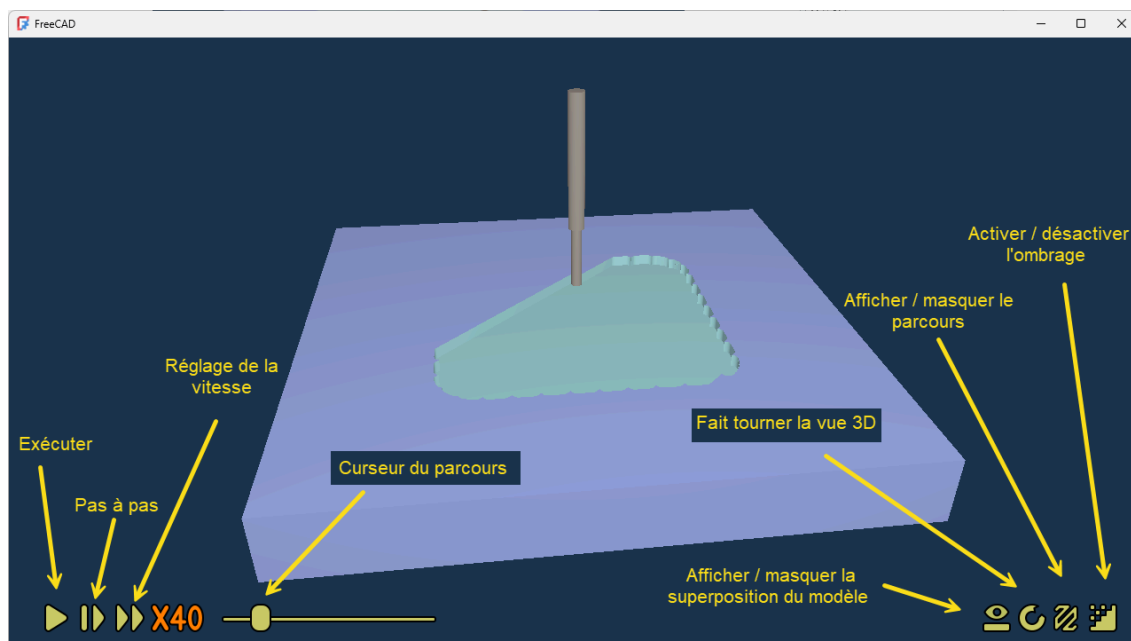 FreeCAD
Activer / désactiver
l'ombrage
Afficher / masquer le
parcours
Réglage de la
vitesse
Fait tourner la vue 3D
Exécuter
Curseur du parcours
Pas à pas
Afficher / masquer la
superposition du modèle
X40